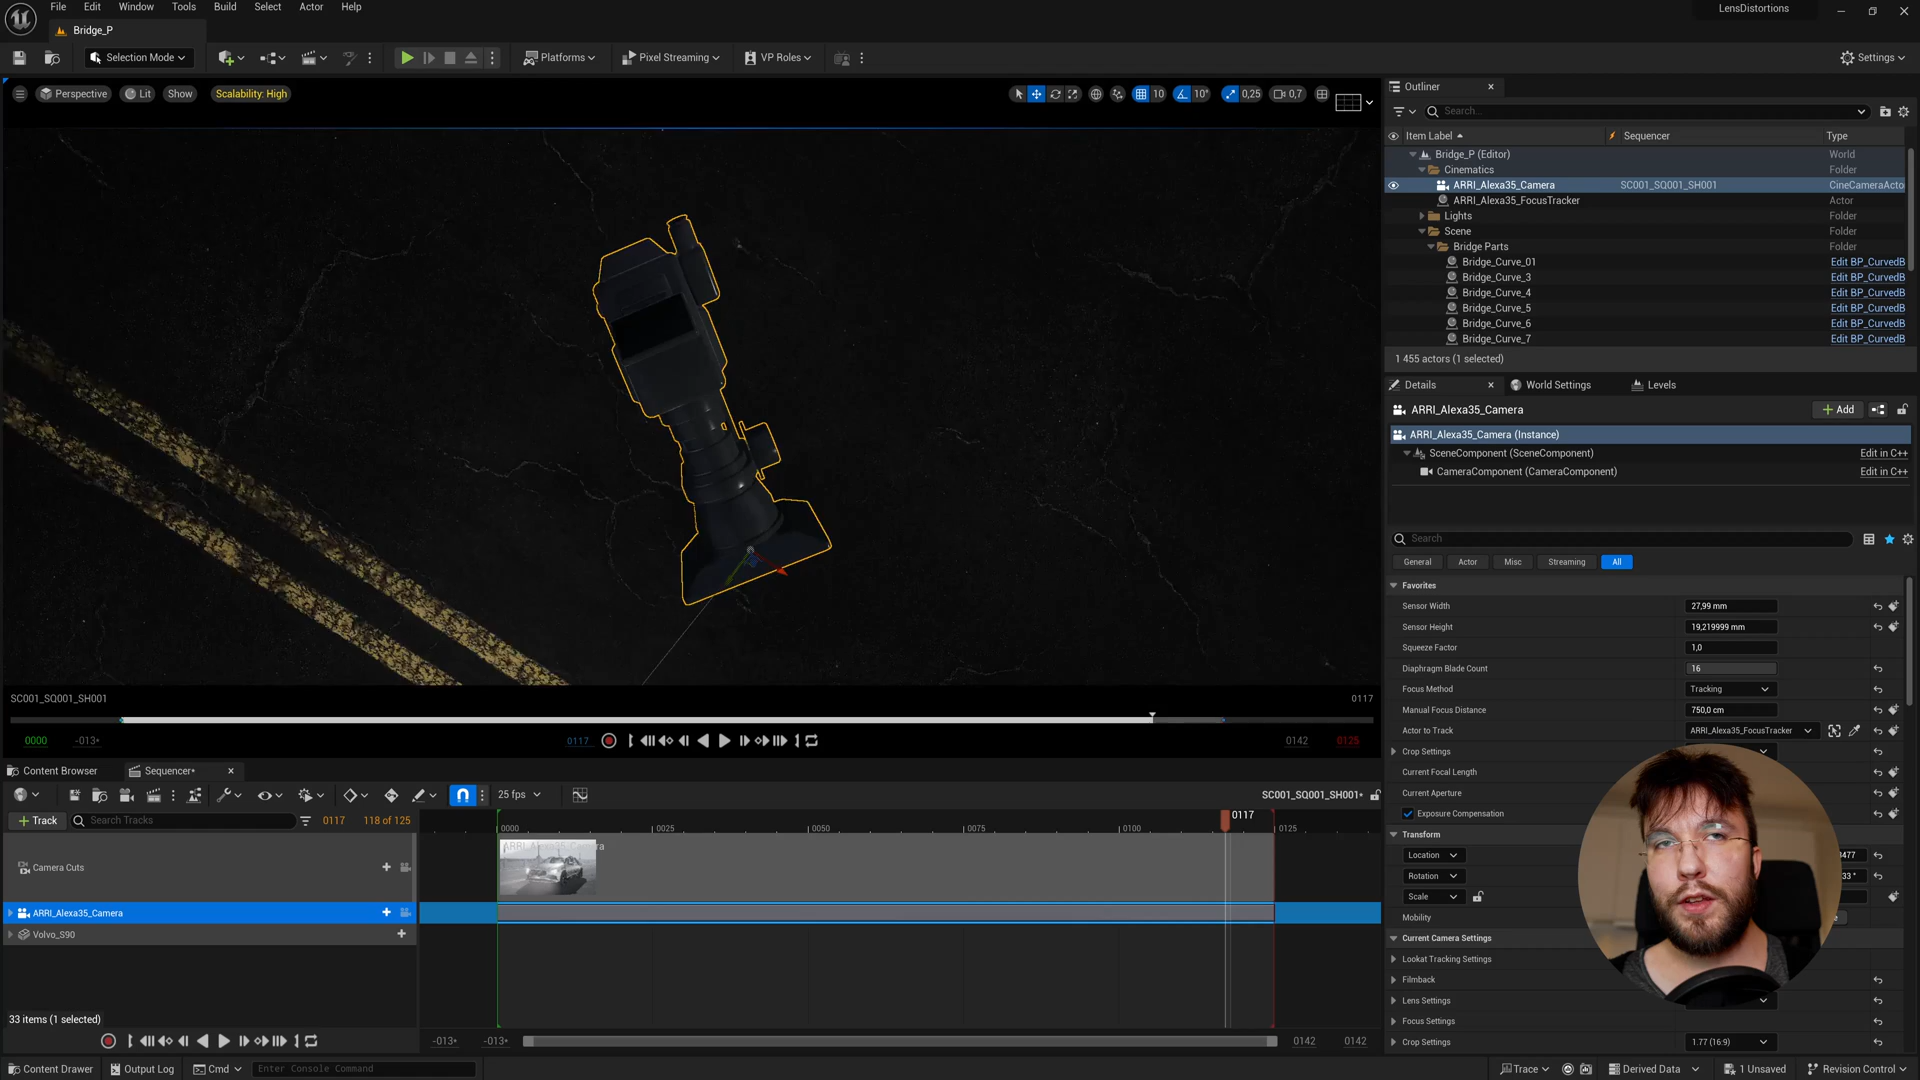 File Edit Window Tools Build Select Actor Help
LensDistortions
Bridge_P
Selection Mode
Platforms
Pixel Streaming
VP Roles
Settings
Perspective
Lit
Show
Scalability: High
10
10°
0,25
0,7
SC001_SQ001_SH001
0117
0000
-013+
0117
0142
0125
Content Browser
Sequencer*
25 fps
SC001_SQ001_SH001*
Track
Search Tracks
0117
118 of 125
0000
0025
0050
0075
0100
0117
0125
Camera Cuts
ARRI_Alexa35_Camera
ARRI_Alexa35_Camera
Volvo_S90
33 items (1 selected)
-013+
-013+
0142
0142
Content Drawer
Output Log
Cmd
Enter Console Command
Trace
Derived Data
1 Unsaved
Revision Control
Outliner
Search...
Item Label
Sequencer
Type
Bridge_P (Editor)
World
Cinematics
Folder
ARRI_Alexa35_Camera
SC001_SQ001_SH001
CineCameraActo
ARRI_Alexa35_FocusTracker
Actor
Lights
Folder
Scene
Folder
Bridge Parts
Folder
Bridge_Curve_01
Edit BP_CurvedB
Bridge_Curve_3
Edit BP_CurvedB
Bridge_Curve_4
Edit BP_CurvedB
Bridge_Curve_5
Edit BP_CurvedB
Bridge_Curve_6
Edit BP_CurvedB
Bridge_Curve_7
Edit BP_CurvedB
1 455 actors (1 selected)
Details
World Settings
Levels
ARRI_Alexa35_Camera
Add
ARRI_Alexa35_Camera (Instance)
SceneComponent (SceneComponent)
Edit in C++
CameraComponent (CameraComponent)
Edit in C++
Search
General
Actor
Misc
Streaming
All
Favorites
Sensor Width
27,99 mm
Sensor Height
19,219999 mm
Squeeze Factor
1,0
Diaphragm Blade Count
16
Focus Method
Tracking
Manual Focus Distance
750,0 cm
Actor to Track
ARRI_Alexa35_FocusTracker
Crop Settings
Current Focal Length
Current Aperture
Exposure Compensation
Transform
Location
3477
Rotation
33 °
Scale
Mobility
Current Camera Settings
Lookat Tracking Settings
Filmback
Lens Settings
Focus Settings
Crop Settings
1.77 (16:9)